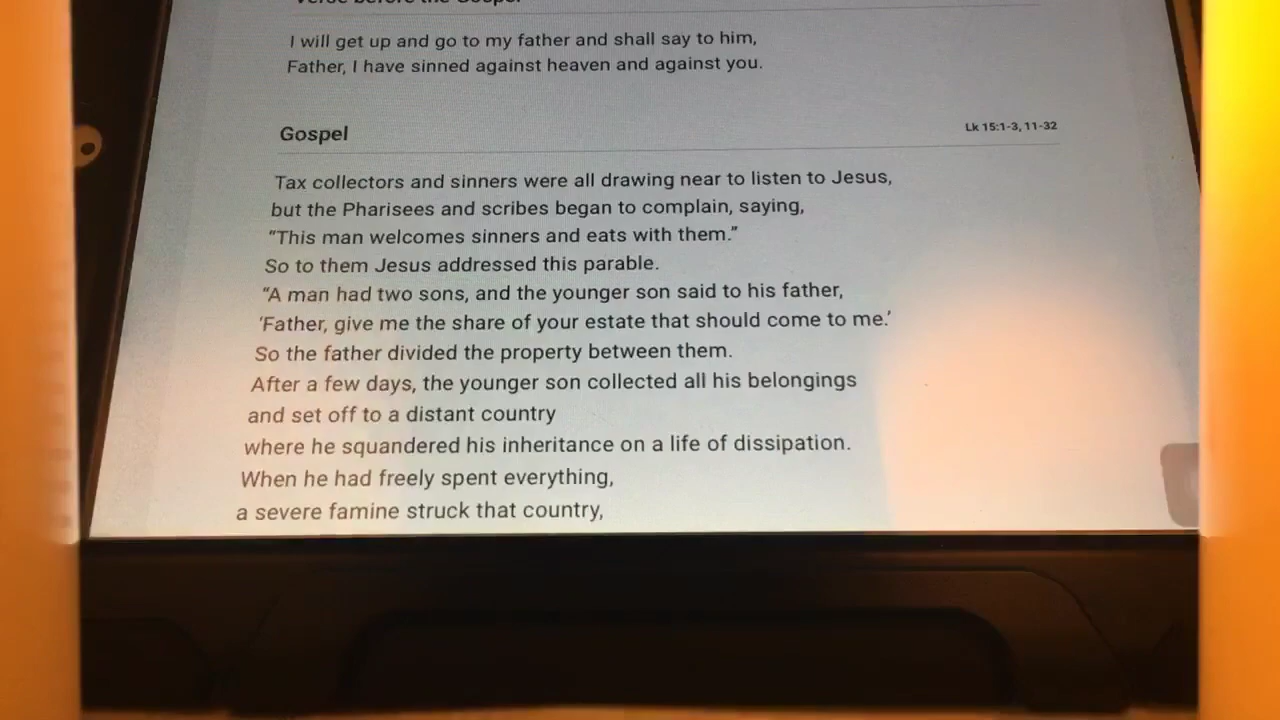 Verse before the Gospel
I will get up and go to my father and shall say to him,
Father, I have sinned against heaven and against you.
Gospel
Lk 15:1-3, 11-32
Tax collectors and sinners were all drawing near to listen to Jesus,
but the Pharisees and scribes began to complain, saying,
“This man welcomes sinners and eats with them.”
So to them Jesus addressed this parable.
“A man had two sons, and the younger son said to his father,
‘Father, give me the share of your estate that should come to me.’
So the father divided the property between them.
After a few days, the younger son collected all his belongings
and set off to a distant country
where he squandered his inheritance on a life of dissipation.
When he had freely spent everything,
a severe famine struck that country,